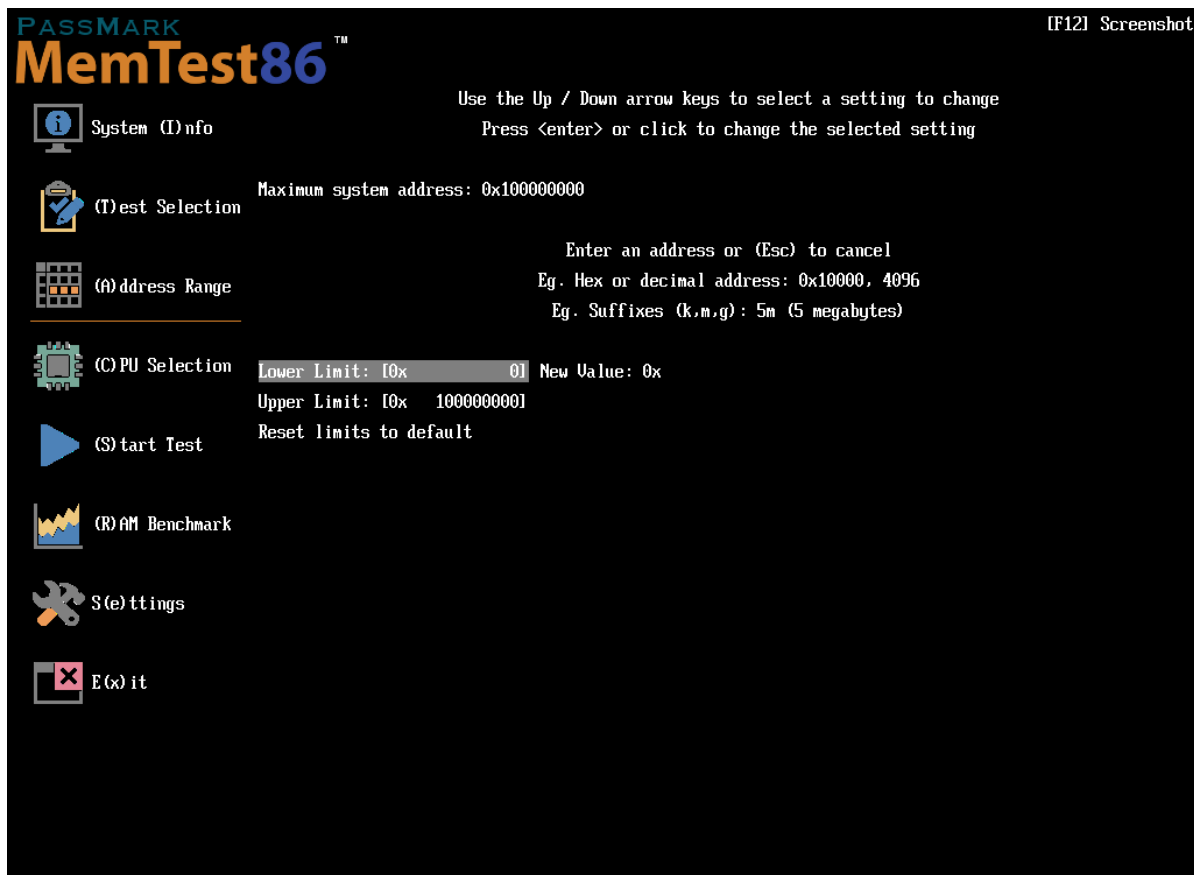 PASSMARK
MemTest86™
[F12] Screenshot
Use the Up / Down arrow keys to select a setting to change
Press <enter> or click to change the selected setting
System (I)nfo
(T)est Selection
(A)ddress Range
(C)PU Selection
(S)tart Test
(R)AM Benchmark
S(e)ttings
E(x)it
Maximum system address: 0x100000000
Enter an address or (Esc) to cancel
Eg. Hex or decimal address: 0x10000, 4096
Eg. Suffixes (k,m,g): 5m (5 megabytes)
Lower Limit: [0x 0] New Value: 0x
Upper Limit: [0x 100000000]
Reset limits to default